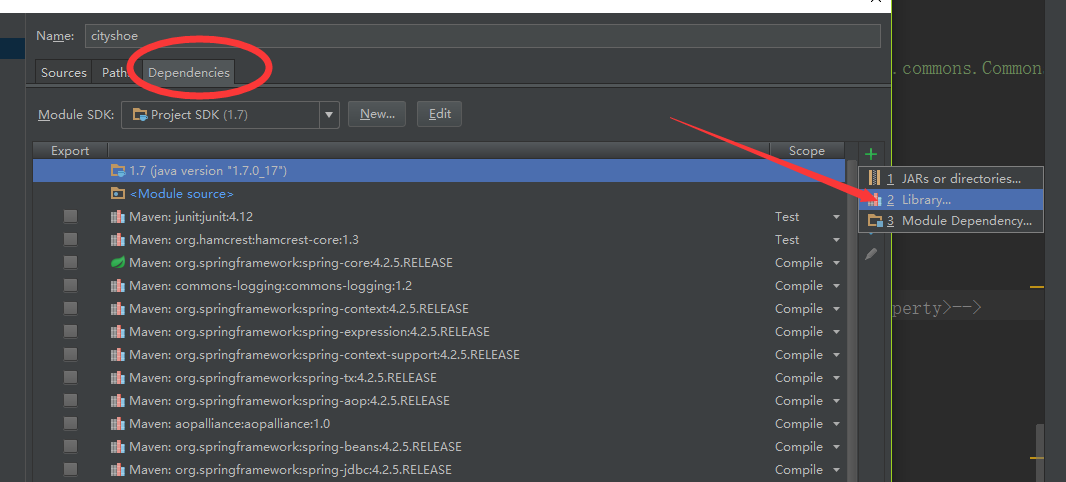 Name: cityshoe
.commons.Commons
Sources Paths Dependencies
Module SDK: Project SDK (1.7) New... Edit
Export Scope
1.7 (java version "1.7.0_17")
1 JARs or directories...
<Module source>
2 Library...
Maven: junit:junit:4.12 Test
3 Module Dependency...
Maven: org.hamcrest:hamcrest-core:1.3 Test
Maven: org.springframework:spring-core:4.2.5.RELEASE Compile
Maven: commons-logging:commons-logging:1.2 Compile
Maven: org.springframework:spring-context:4.2.5.RELEASE Compile
perty>-->
Maven: org.springframework:spring-expression:4.2.5.RELEASE Compile
Maven: org.springframework:spring-context-support:4.2.5.RELEASE Compile
Maven: org.springframework:spring-tx:4.2.5.RELEASE Compile
Maven: org.springframework:spring-aop:4.2.5.RELEASE Compile
Maven: aopalliance:aopalliance:1.0 Compile
Maven: org.springframework:spring-beans:4.2.5.RELEASE Compile
Maven: org.springframework:spring-jdbc:4.2.5.RELEASE Compile